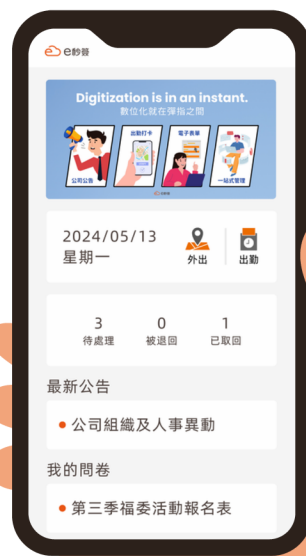 e秒簽
Digitization is in an instant.
數位化就在彈指之間
公司公告
出勤打卡
電子表單
一站式管理
e秒簽
2024/05/13
星期一
外出
出勤
3
0
1
待處理
被退回
已取回
最新公告
公司組織及人事異動
我的問卷
第三季福委活動報名表